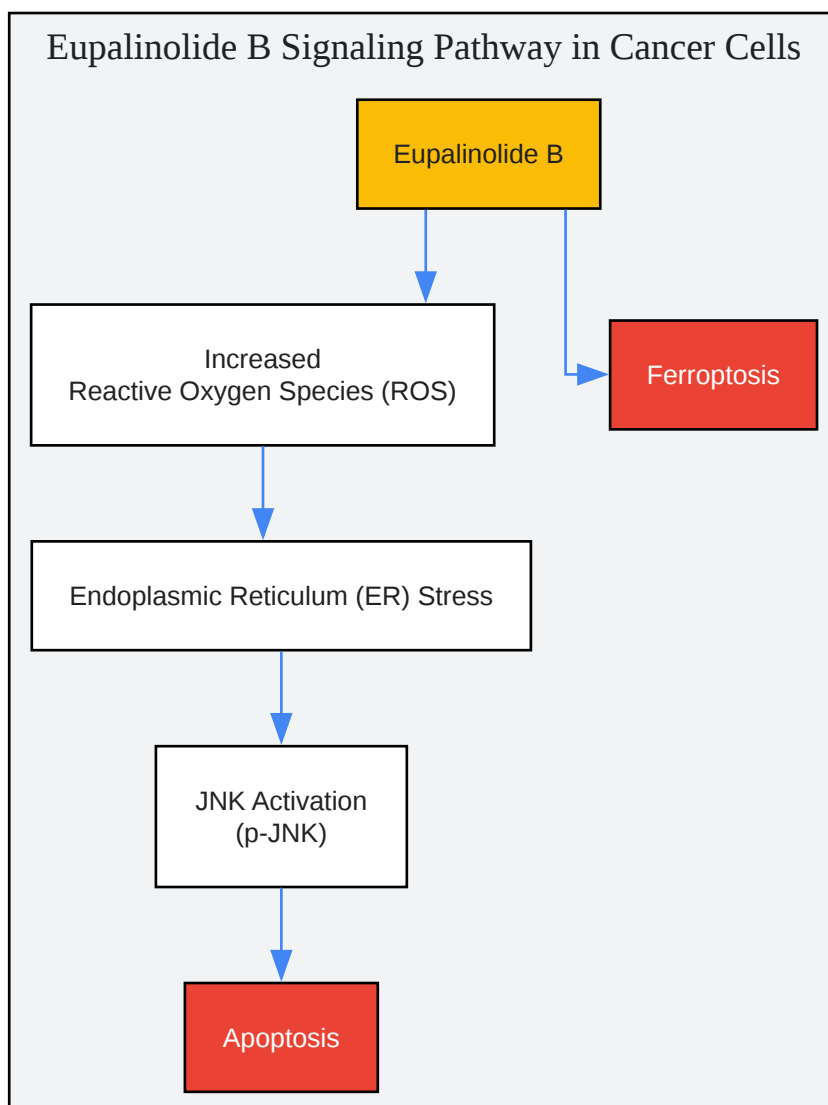 Eupalinolide B Signaling Pathway in Cancer Cells
Eupalinolide B
Increased
Reactive Oxygen Species (ROS)
Ferroptosis
Endoplasmic Reticulum (ER) Stress
JNK Activation
(p-JNK)
Apoptosis